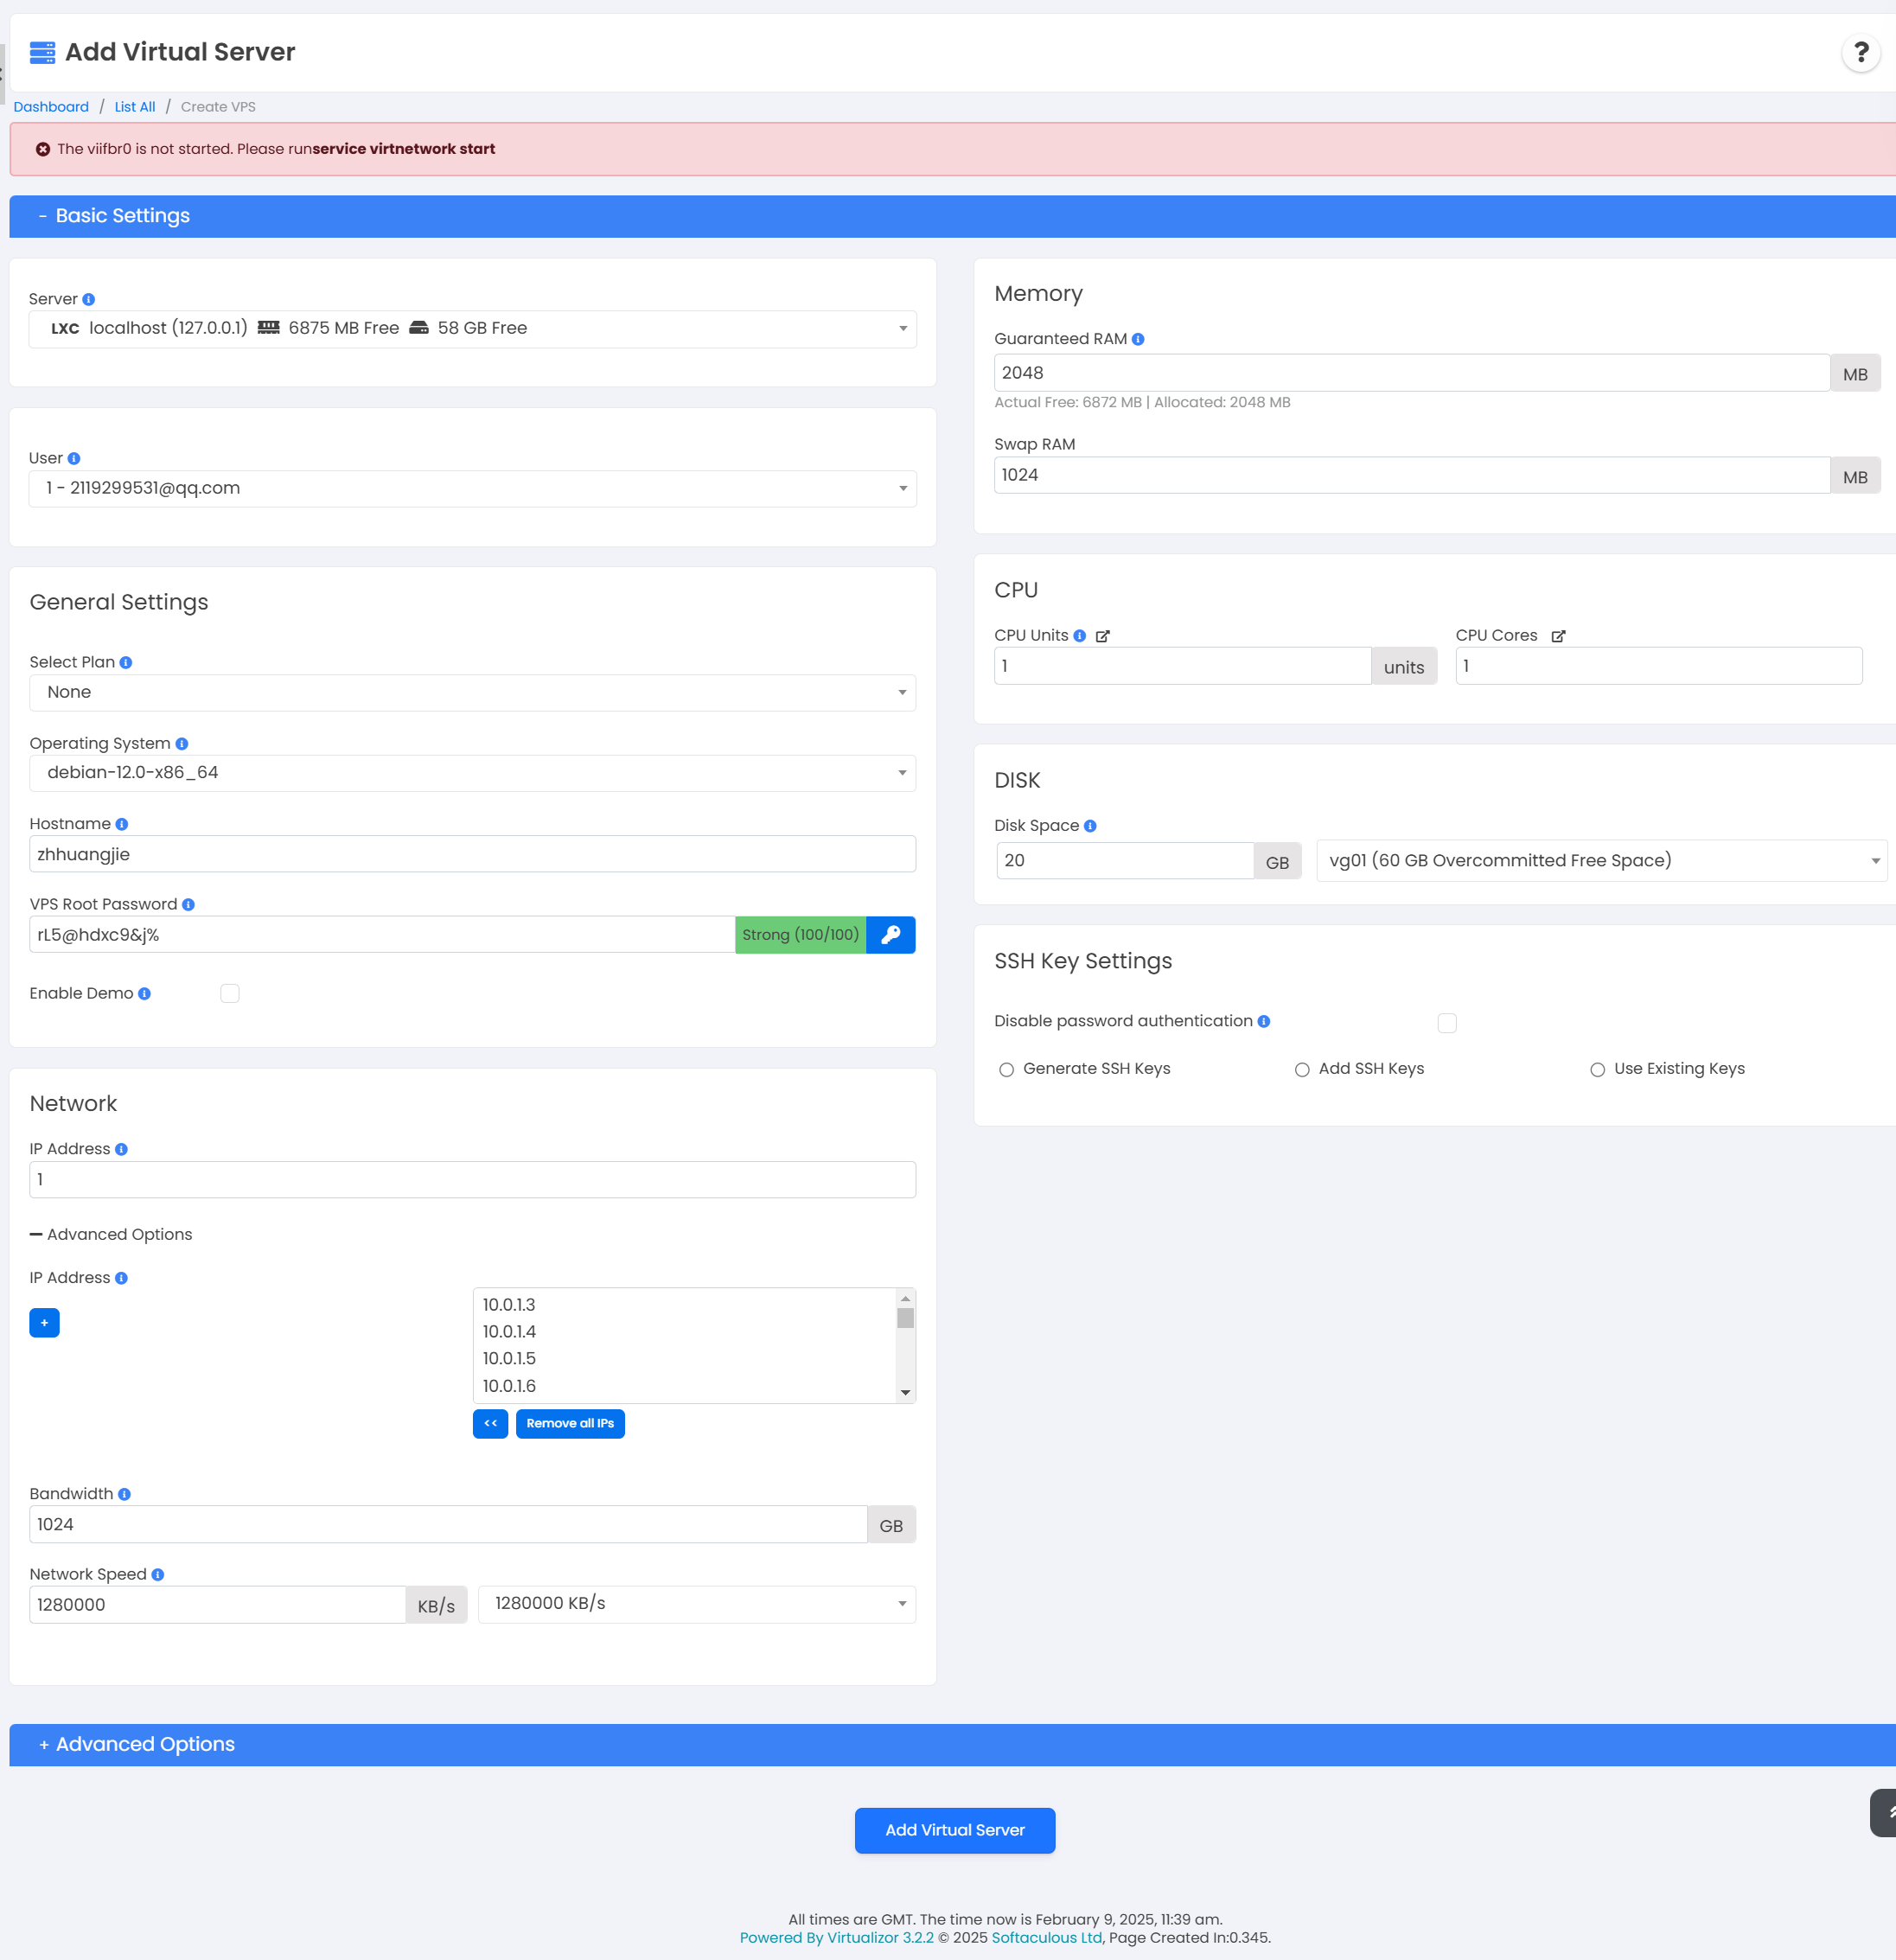 Add Virtual Server
?
Dashboard / List All / Create VPS
The viifbr0 is not started. Please runservice virtnetwork start
- Basic Settings
Server
LXC localhost (127.0.0.1) 6875 MB Free 58 GB Free
User
1 - 2119299531@qq.com
General Settings
Select Plan
None
Operating System
debian-12.0-x86_64
Hostname
zhhuangjie
VPS Root Password
rL5@hdxc9&j% Strong (100/100)
Enable Demo
Network
IP Address
1
Advanced Options
IP Address
+
10.0.1.3
10.0.1.4
10.0.1.5
10.0.1.6
<< Remove all IPs
Bandwidth
1024 GB
Network Speed
1280000 KB/s 1280000 KB/s
Memory
Guaranteed RAM
2048 MB
Actual Free: 6872 MB | Allocated: 2048 MB
Swap RAM
1024 MB
CPU
CPU Units CPU Cores
1 units 1
DISK
Disk Space
20 GB vg01 (60 GB Overcommitted Free Space)
SSH Key Settings
Disable password authentication
Generate SSH Keys Add SSH Keys Use Existing Keys
+ Advanced Options
Add Virtual Server
All times are GMT. The time now is February 9, 2025, 11:39 am.
Powered By Virtualizor 3.2.2 © 2025 Softaculous Ltd, Page Created In:0.345.